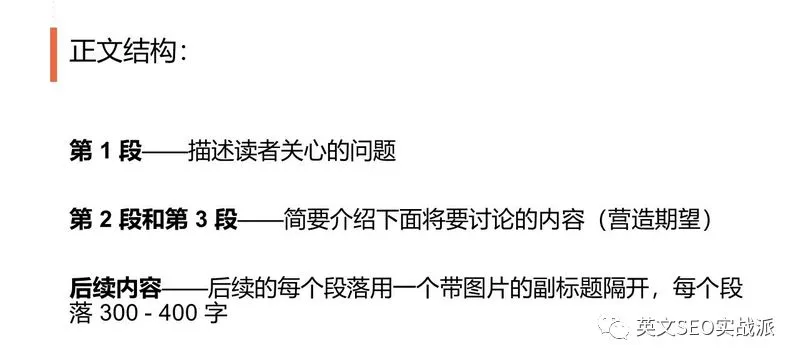 正文结构：
第 1 段——描述读者关心的问题
第 2 段和第 3 段——简要介绍下面将要讨论的内容（营造期望）
后续内容——后续的每个段落用一个带图片的副标题隔开，每个段
落 300 - 400 字
英文SEO实战派